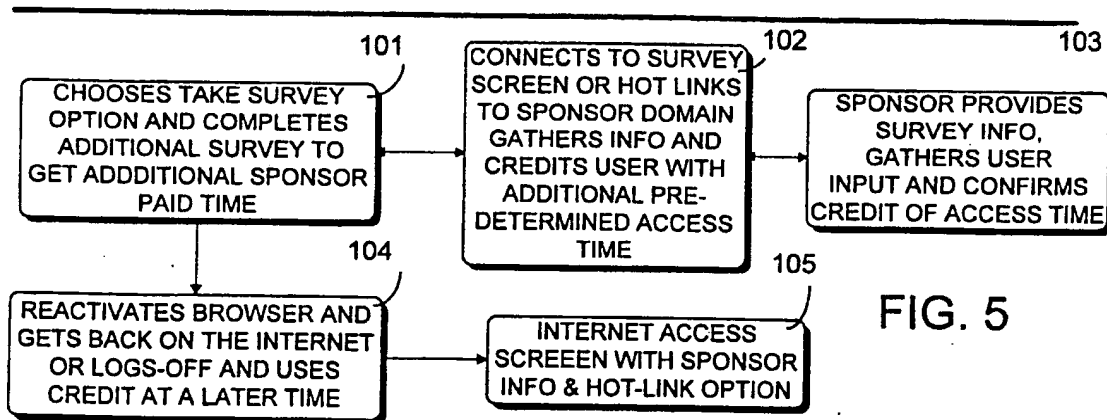 101
CHOOSES TAKE SURVEY
OPTION AND COMPLETES
ADDITIONAL SURVEY TO
GET ADDDITIONAL SPONSOR
PAID TIME
102
CONNECTS TO SURVEY
SCREEN OR HOT LINKS
TO SPONSOR DOMAIN
GATHERS INFO AND
CREDITS USER WITH
ADDITIONAL PRE-
DETERMINED ACCESS
TIME
103
SPONSOR PROVIDES
SURVEY INFO,
GATHERS USER
INPUT AND CONFIRMS
CREDIT OF ACCESS TIME
104
REACTIVATES BROWSER AND
GETS BACK ON THE INTERNET
OR LOGS-OFF AND USES
CREDIT AT A LATER TIME
105
INTERNET ACCESS
SCREEEN WITH SPONSOR
INFO & HOT-LINK OPTION
FIG. 5